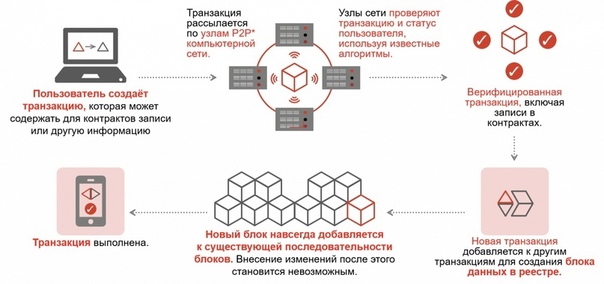 Пользователь создаёт
транзакцию, которая может
содержать для контрактов записи
или другую информацию
Транзакция
рассылается
по узлам P2P*
компьютерной
сети.
Узлы сети проверяют
транзакцию и статус
пользователя,
используя известные
алгоритмы.
Верифицированная
транзакция, включая
записи в
контрактах.
Новая транзакция
добавляется к другим
транзакциям для создания блока
данных в реестре.
Новый блок навсегда добавляется
к существующей последовательности
блоков. Внесение изменений после этого
становится невозможным.
Транзакция выполнена.